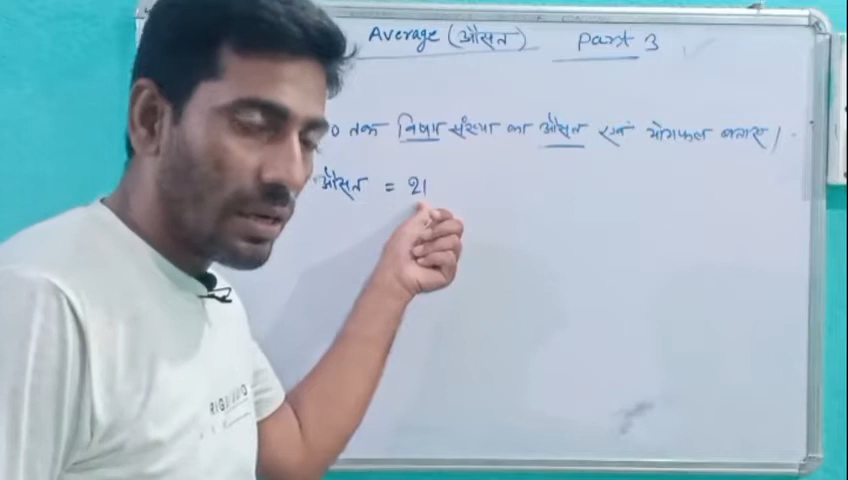 Average (औसत) Part 3
0 तक विषम संख्या का औसत एवं योगफल बताए।
औसत = 21